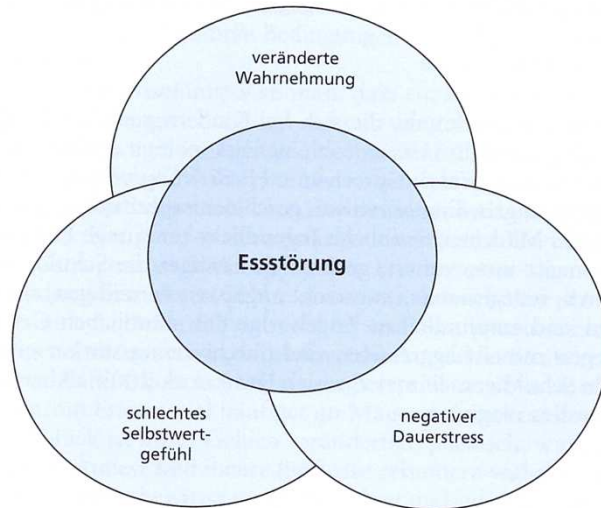 veränderte
Wahrnehmung
Essstörung
schlechtes
Selbstwert-
gefühl
negativer
Dauerstress